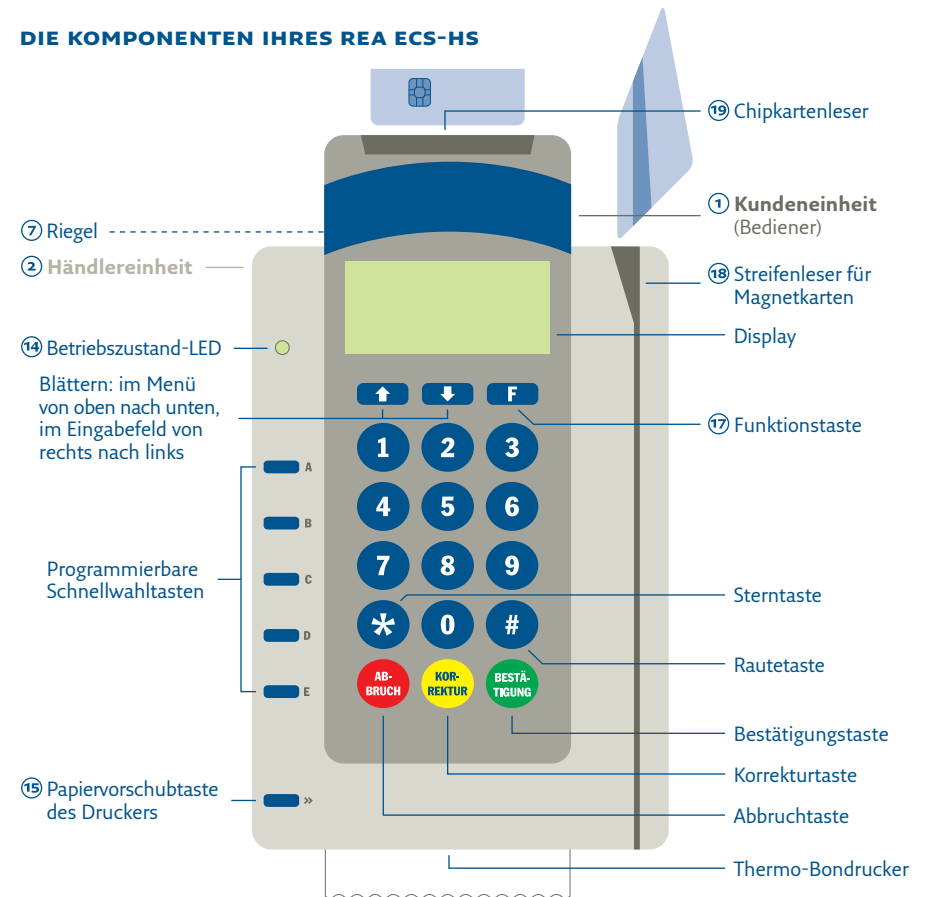 DIE KOMPONENTEN IHRES REA ECS-HS
19 Chipkartenleser
1 Kundeneinheit
(Bediener)
7 Riegel
2 Händlereinheit
18 Streifenleser für
Magnetkarten
Display
14 Betriebszustand-LED
Blättern: im Menü
von oben nach unten,
im Eingabefeld von
rechts nach links
F
17 Funktionstaste
1 2 3
A
4 5 6
B
7 8 9
C
Programmierbare
Schnellwahltasten
Sterntaste
* 0 #
D
Rautetaste
AB-
BRUCH
KOR-
REKTUR
BESTÄ-
TIGUNG
E
Bestätigungstaste
Korrekturtaste
15 Papiervorschubtaste
des Druckers
»
Abbruchtaste
Thermo-Bondrucker